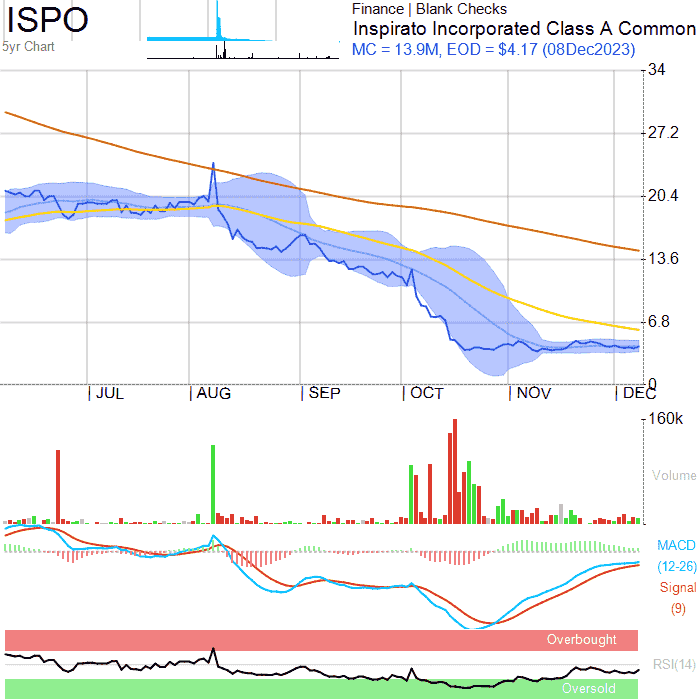 ISPO
5yr Chart
Finance | Blank Checks
Inspirato Incorporated Class A Common
MC = 13.9M, EOD = $4.17 (08Dec2023)
34
27.2
20.4
13.6
6.8
0
JUL AUG SEP OCT NOV DEC
160k
Volume
MACD
(12-26)
Signal
(9)
Overbought
RSI(14)
Oversold